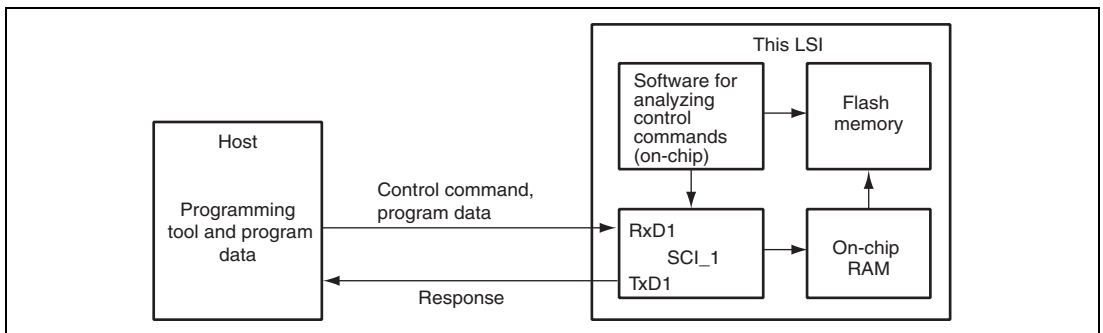 This LSI
Software for
analyzing
control
commands
(on-chip)
Flash
memory
Host
Programming
tool and program
data
Control command,
program data
RxD1
SCI_1
TxD1
On-chip
RAM
Response